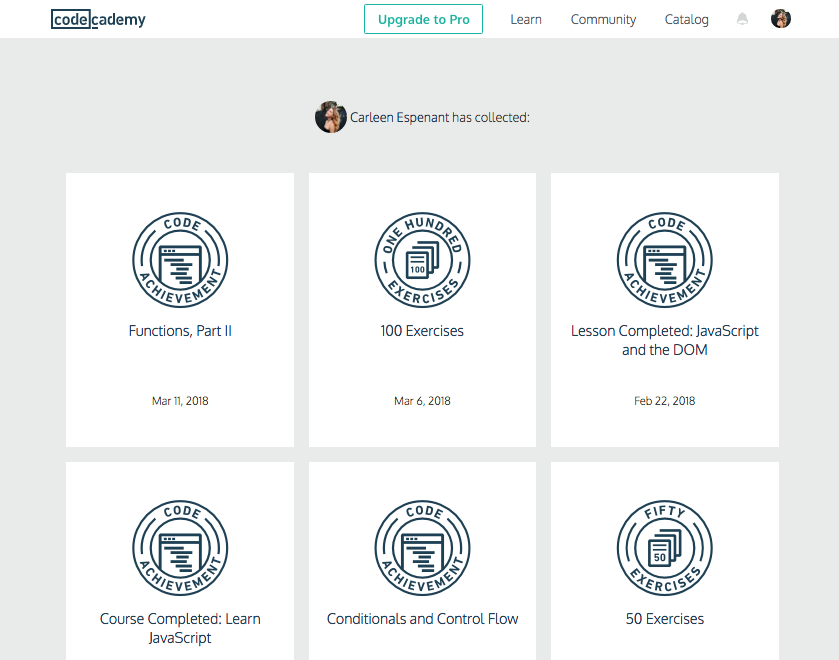 codecademy
Upgrade to Pro
Learn
Community
Catalog
Carleen Espenant has collected:
CODE
ACHIEVEMENT
Functions, Part II
Mar 11, 2018
ONE HUNDRED
100
EXERCISES
100 Exercises
Mar 6, 2018
CODE
ACHIEVEMENT
Lesson Completed: JavaScript
and the DOM
Feb 22, 2018
CODE
ACHIEVEMENT
Course Completed: Learn
JavaScript
CODE
ACHIEVEMENT
Conditionals and Control Flow
FIFTY
50
EXERCISES
50 Exercises